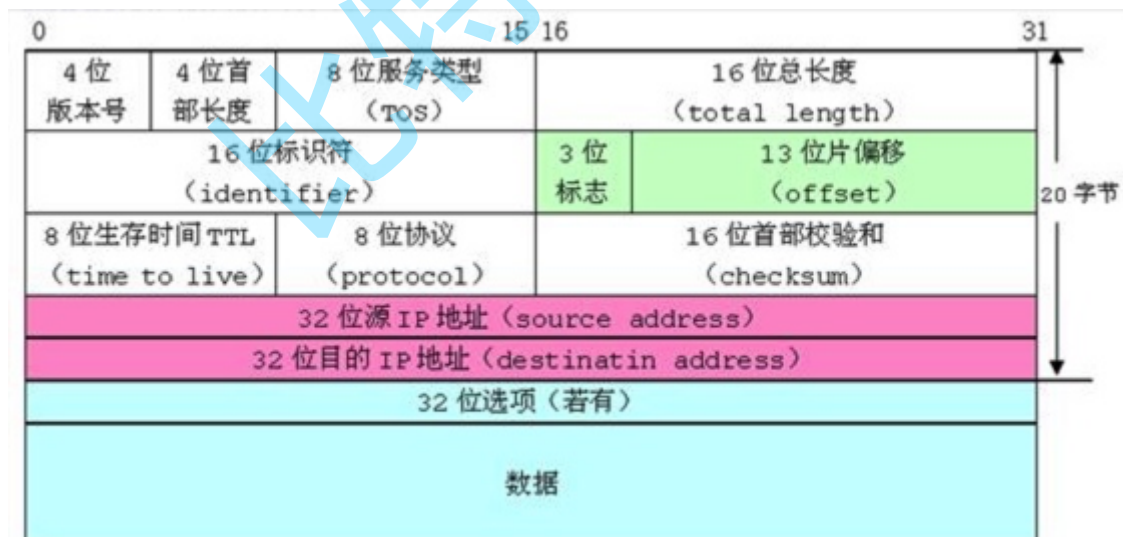 0 15 16 31
4 位 4 位首 8 位服务类型 16 位总长度
版本号 部长度 (TOS) (total length)
16 位标识符 3 位 13 位片偏移
(identifier) 标志 (offset)
20 字节
8 位生存时间 TTL 8 位协议 16 位首部校验和
(time to live) (protocol) (checksum)
32 位源 IP 地址 (source address)
32 位目的 IP 地址 (destinatin address)
32 位选项 (若有)
数据
比特